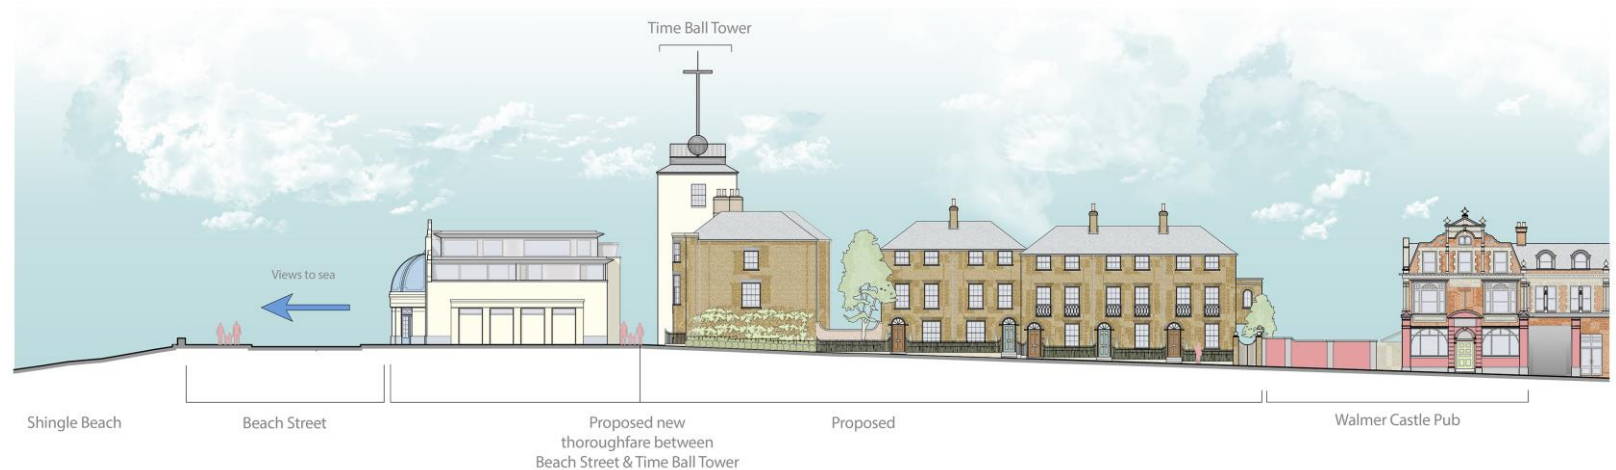 Time Ball Tower
Views to sea
Shingle Beach
Beach Street
Proposed new
thoroughfare between
Beach Street & Time Ball Tower
Proposed
Walmer Castle Pub